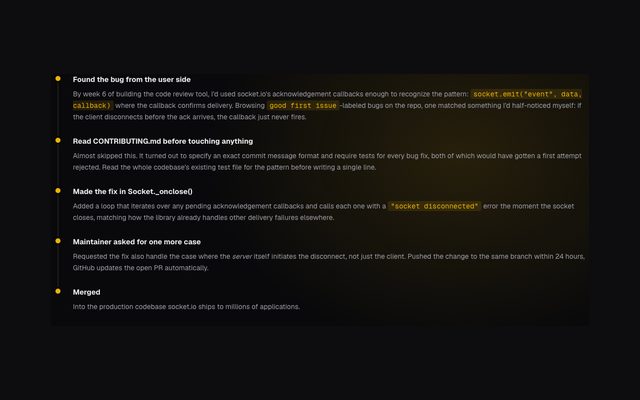 Found the bug from the user side
By week 6 of building the code review tool, I'd used socket.io's acknowledgement callbacks enough to recognize the pattern: socket.emit("event", data,
callback) where the callback confirms delivery. Browsing good first issue-labeled bugs on the repo, one matched something I'd half-noticed myself: if
the client disconnects before the ack arrives, the callback just never fires.
Read CONTRIBUTING.md before touching anything
Almost skipped this. It turned out to specify an exact commit message format and require tests for every bug fix, both of which would have gotten a first attempt
rejected. Read the whole codebase's existing test file for the pattern before writing a single line.
Made the fix in Socket._onclose()
Added a loop that iterates over any pending acknowledgement callbacks and calls each one with a "socket disconnected" error the moment the socket
closes, matching how the library already handles other delivery failures elsewhere.
Maintainer asked for one more case
Requested the fix also handle the case where the server itself initiates the disconnect, not just the client. Pushed the change to the same branch within 24 hours,
GitHub updates the open PR automatically.
Merged
Into the production codebase socket.io ships to millions of applications.